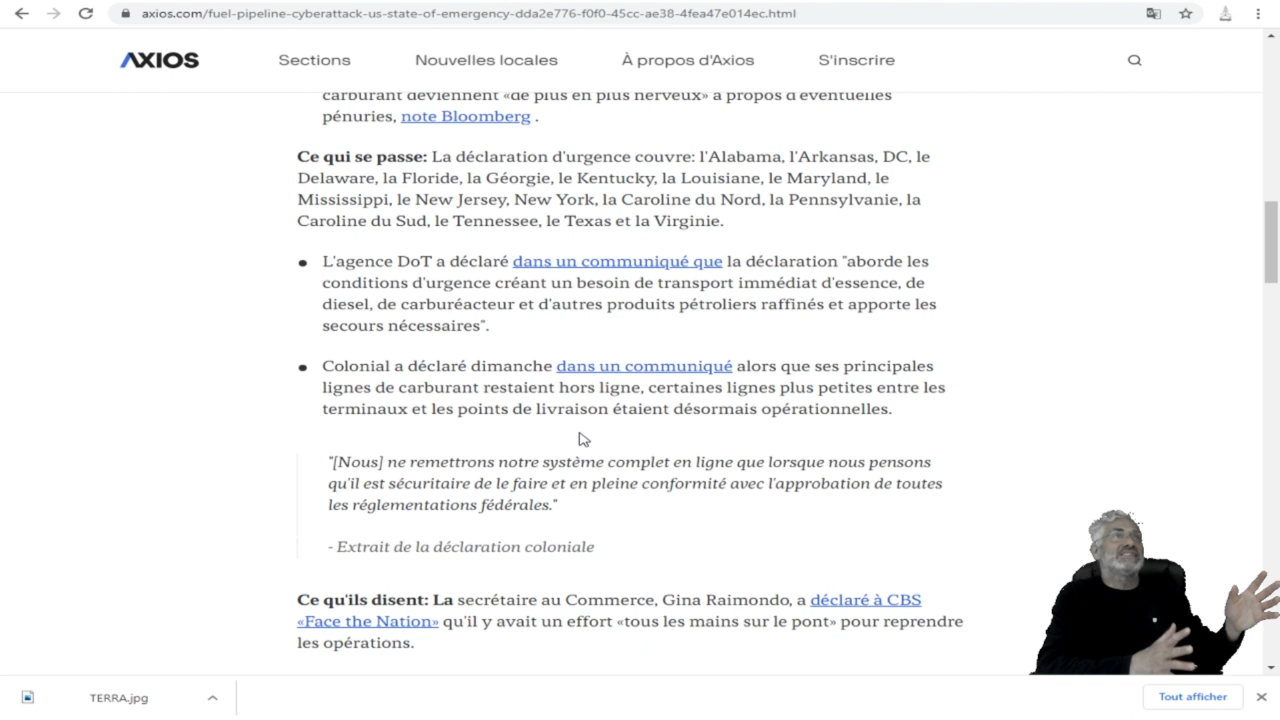 axios.com/fuel-pipeline-cyberattack-us-state-of-emergency-dda2e776-f0f0-45cc-ae38-4fea47e014ec.html
AXIOS Sections Nouvelles locales À propos d'Axios S'inscrire
carburant deviennent «de plus en plus nerveux» à propos d'éventuelles
pénuries, note Bloomberg .
Ce qui se passe: La déclaration d'urgence couvre: l'Alabama, l'Arkansas, DC, le
Delaware, la Floride, la Géorgie, le Kentucky, la Louisiane, le Maryland, le
Mississippi, le New Jersey, New York, la Caroline du Nord, la Pennsylvanie, la
Caroline du Sud, le Tennessee, le Texas et la Virginie.
L'agence DoT a déclaré dans un communiqué que la déclaration "aborde les
conditions d'urgence créant un besoin de transport immédiat d'essence, de
diesel, de carburéacteur et d'autres produits pétroliers raffinés et apporte les
secours nécessaires".
Colonial a déclaré dimanche dans un communiqué alors que ses principales
lignes de carburant restaient hors ligne, certaines lignes plus petites entre les
terminaux et les points de livraison étaient désormais opérationnelles.
"[Nous] ne remettrons notre système complet en ligne que lorsque nous pensons
qu'il est sécuritaire de le faire et en pleine conformité avec l'approbation de toutes
les réglementations fédérales."
- Extrait de la déclaration coloniale
Ce qu'ils disent: La secrétaire au Commerce, Gina Raimondo, a déclaré à CBS
«Face the Nation» qu'il y avait un effort «tous les mains sur le pont» pour reprendre
les opérations.
TERRA.jpg
Tout afficher